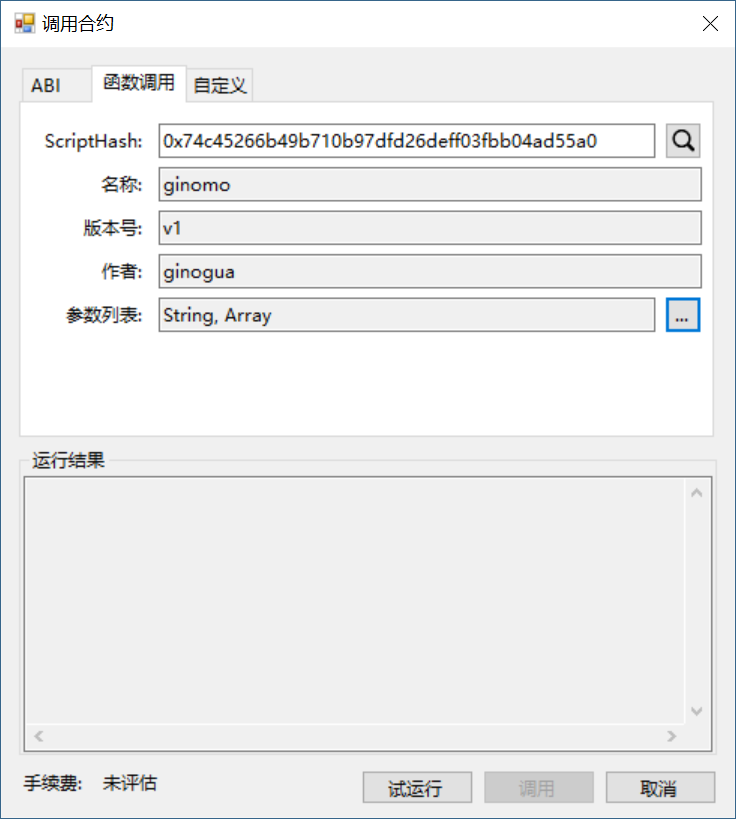 调用合约
ABI 函数调用 自定义
ScriptHash: 0x74c45266b49b710b97dfd26deff03fbb04ad55a0
名称: ginomo
版本号: v1
作者: ginogua
参数列表: String, Array ...
运行结果
手续费: 未评估 试运行 调用 取消